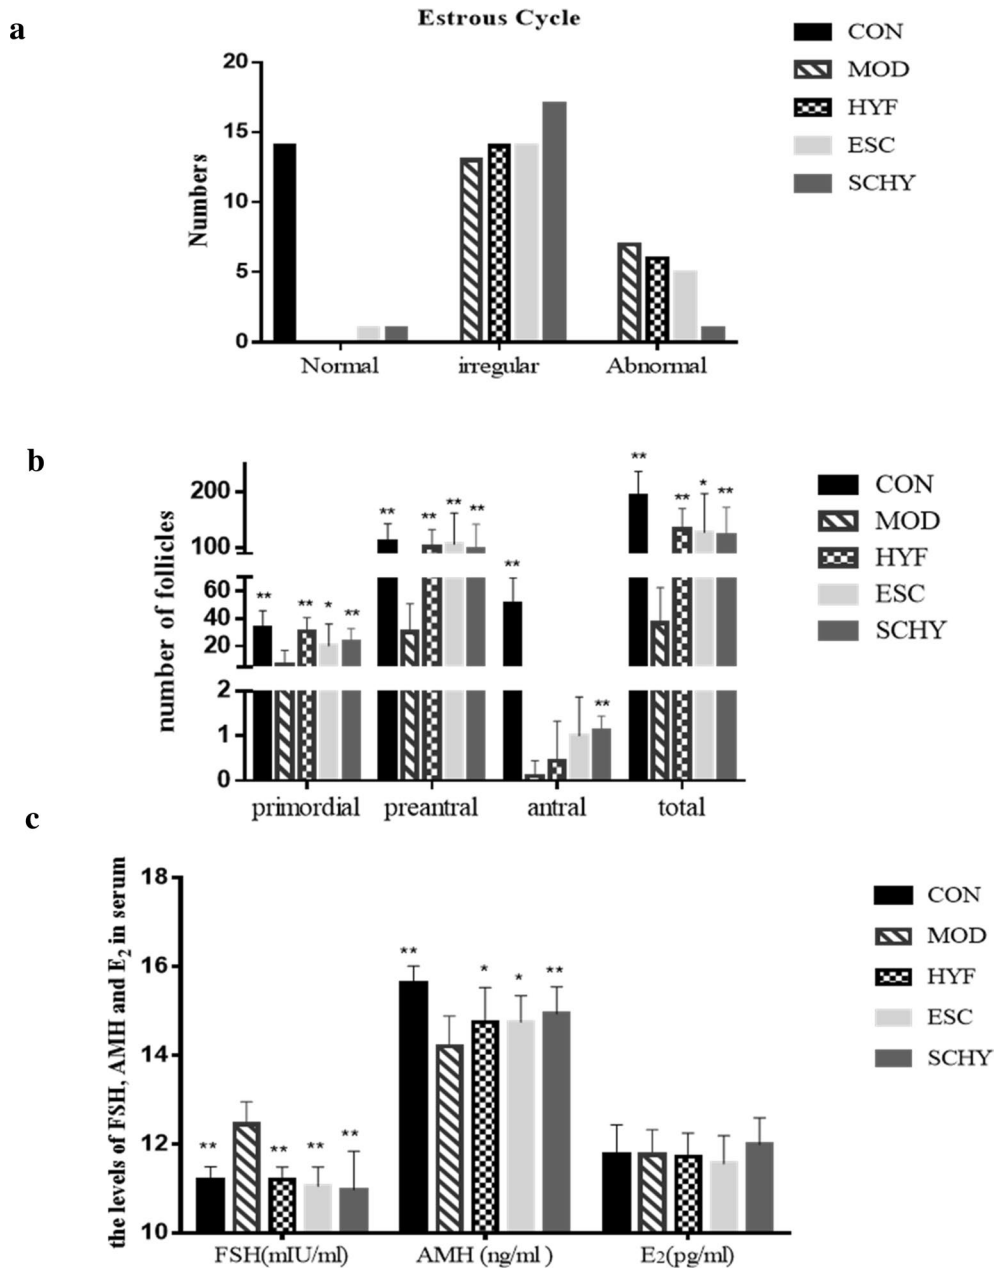 a
Estrous Cycle
CON
MOD
HYF
ESC
SCHY
Numbers
20
15
10
5
0
Normal
irregular
Abnormal
b
CON
MOD
HYF
ESC
SCHY
number of follicles
200
100
60
40
20
2
1
0
** ** * **
** ** ** **
** **
** ** * **
primordial
preantral
antral
total
c
CON
MOD
HYF
ESC
SCHY
the levels of FSH, AMH and E2 in serum
18
16
14
12
10
** ** ** **
** * * **
FSH(mIU/ml)
AMH (ng/ml )
E2(pg/ml)